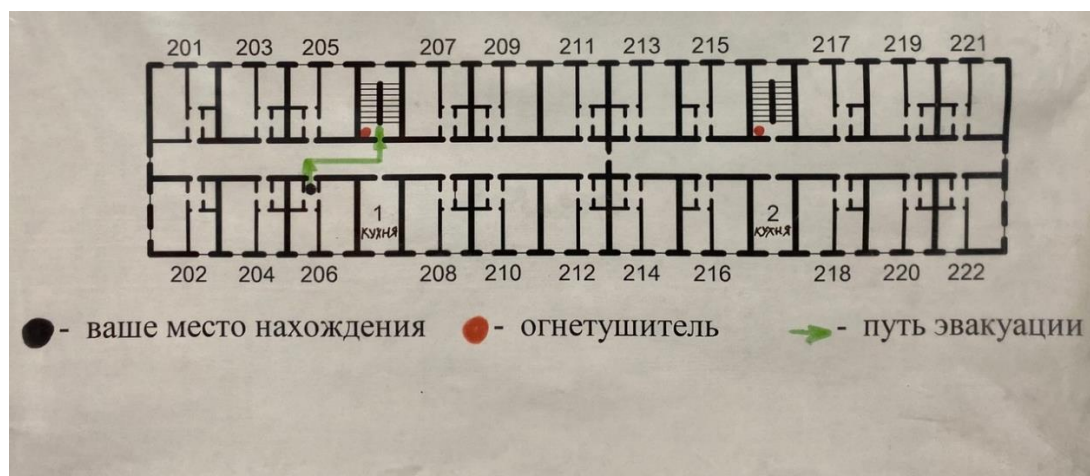 201 203 205 207 209 211 213 215 217 219 221
1 2
кухня кухня
202 204 206 208 210 212 214 216 218 220 222
- ваше место нахождения - огнетушитель - путь эвакуации